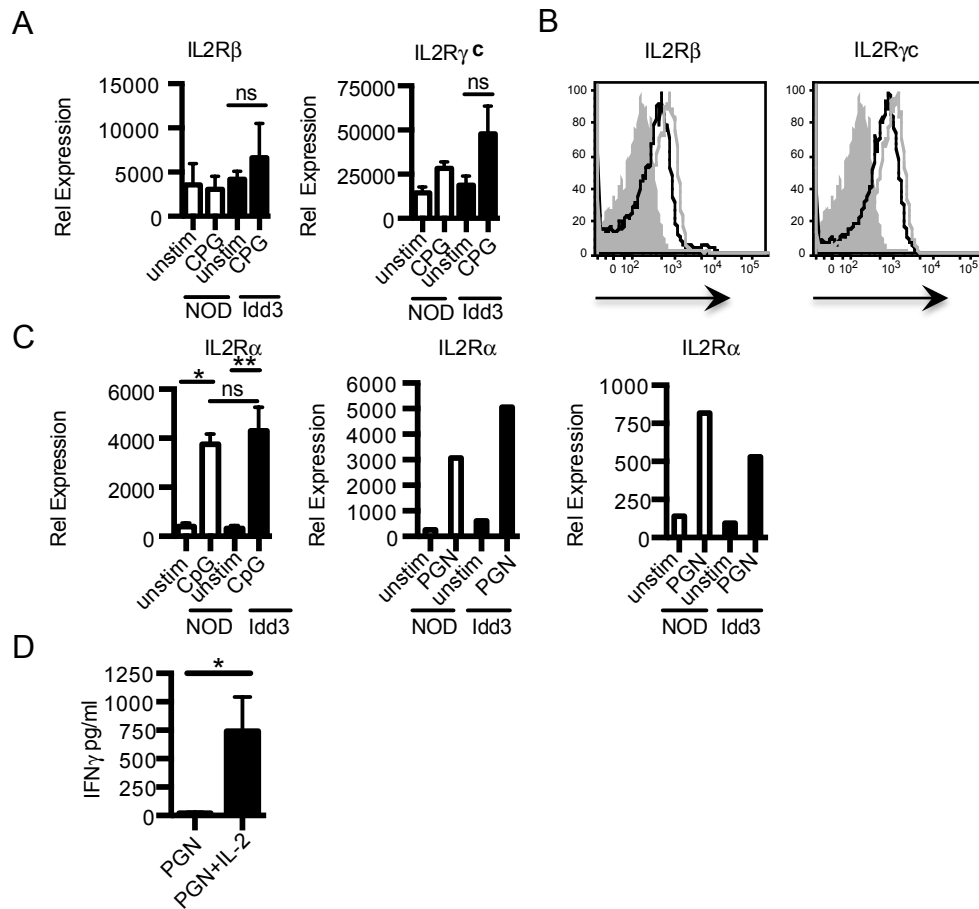 A
IL2Rβ
Rel Expression
15000
10000
5000
0
ns
unstim
CPG
unstim
CPG
NOD
Idd3
IL2Rγ c
Rel Expression
75000
50000
25000
0
ns
unstim
CPG
unstim
CPG
NOD
Idd3
B
IL2Rβ
100
80
60
40
20
0
0 10² 10³ 10⁴ 10⁵
IL2Rγc
100
80
60
40
20
0
0 10² 10³ 10⁴ 10⁵
C
IL2Rα
Rel Expression
6000
4000
2000
0
* **
ns
unstim
CpG
unstim
CpG
NOD
Idd3
IL2Rα
Rel Expression
6000
5000
4000
3000
2000
1000
0
unstim
PGN
unstim
PGN
NOD
Idd3
IL2Rα
Rel Expression
1000
750
500
250
0
unstim
PGN
unstim
PGN
NOD
Idd3
D
IFNγ pg/ml
1250
1000
750
500
250
0
*
PGN
PGN+IL-2